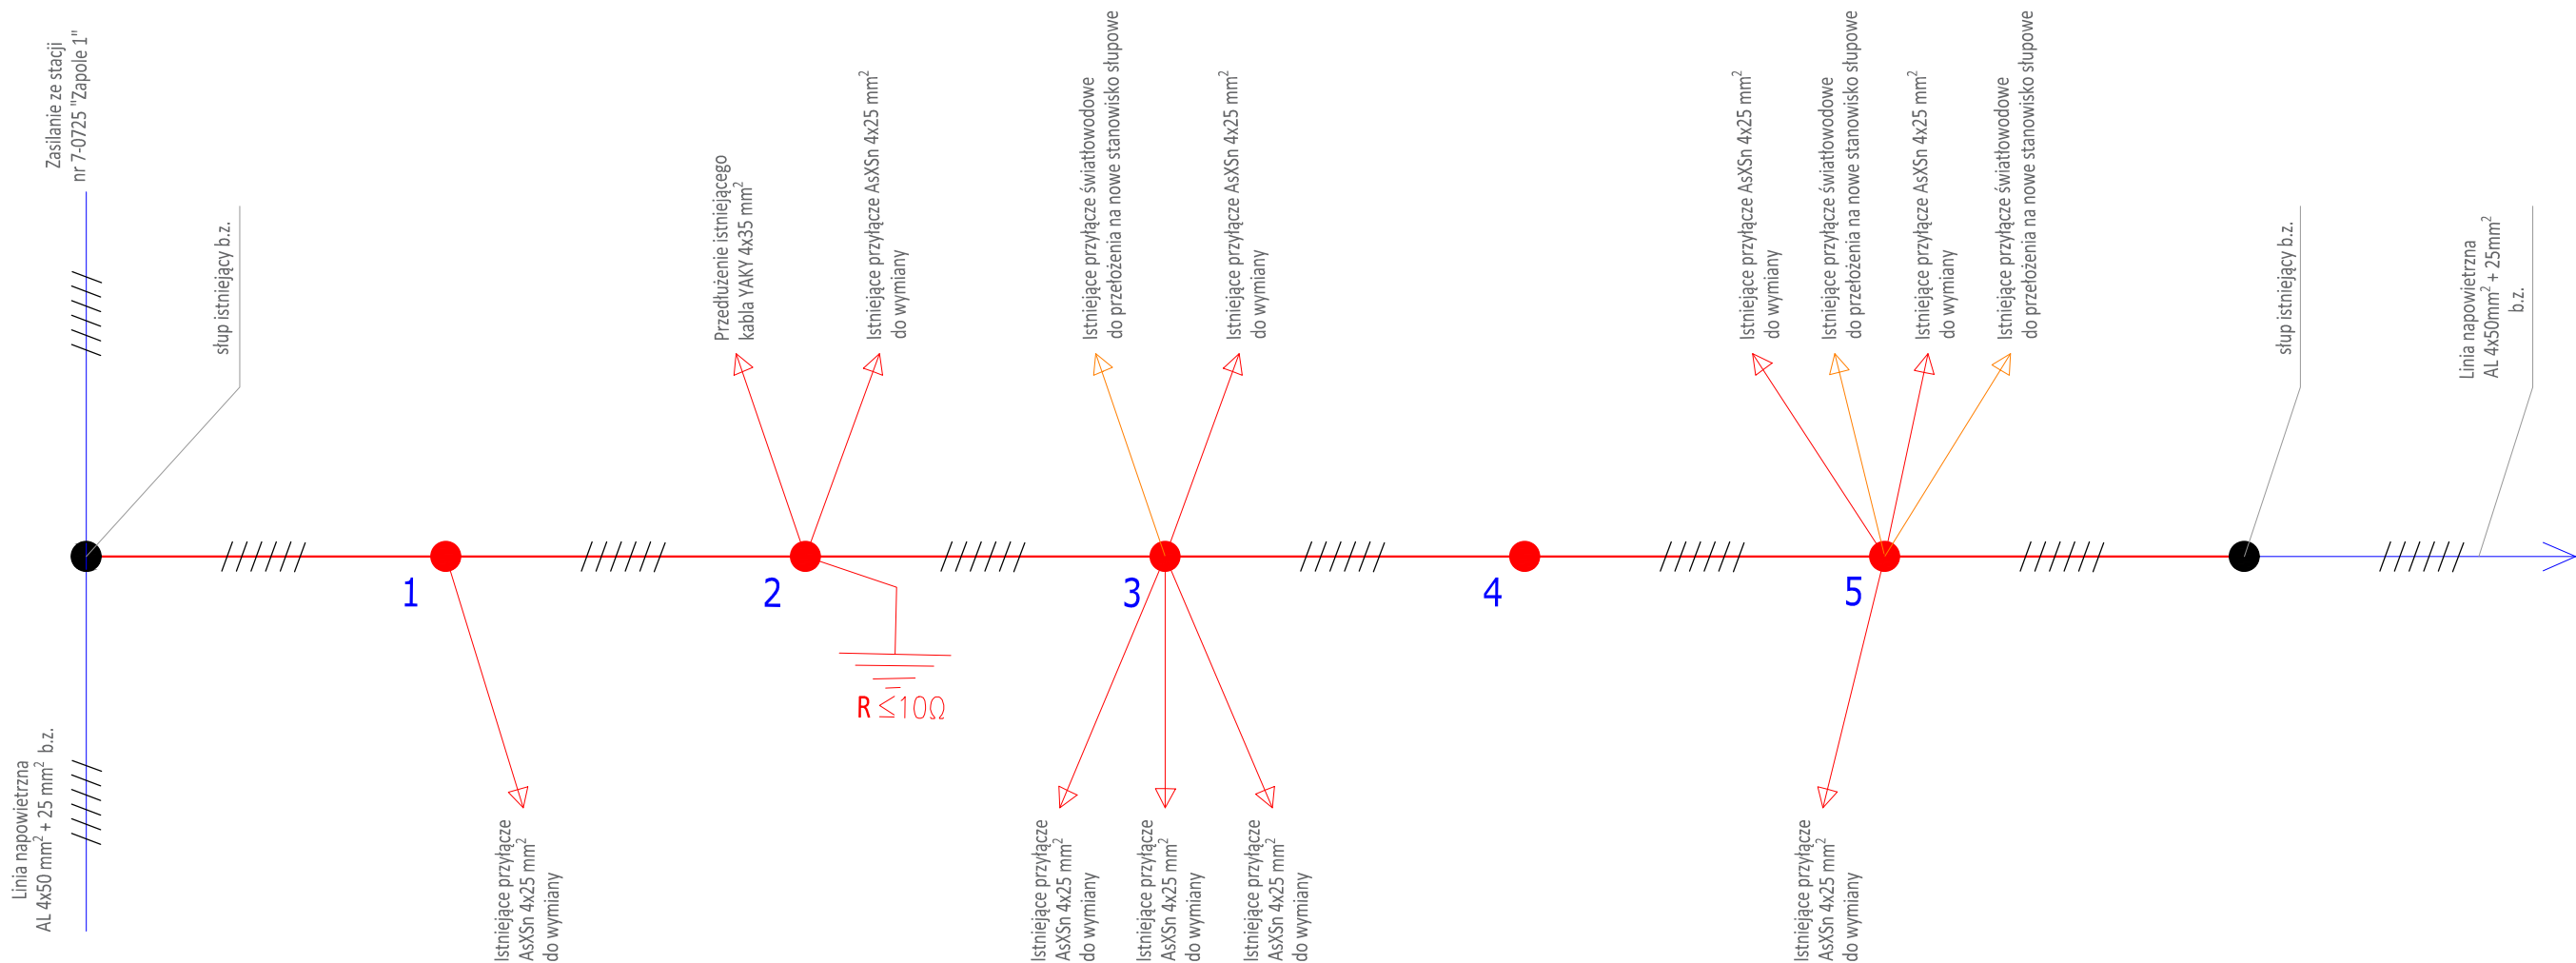 Zasilanie ze stacji
nr 7-0725 "Zapole 1"
słup istniejący b.z.
Przedłużenie istniejącego
kabla YAKY 4x35 mm²
Istniejące przyłącze AsXSn 4x25 mm²
do wymiany
Istniejące przyłącze światłowodowe
do przełożenia na nowe stanowisko słupowe
Istniejące przyłącze AsXSn 4x25 mm²
do wymiany
Istniejące przyłącze AsXSn 4x25 mm²
do wymiany
Istniejące przyłącze światłowodowe
do przełożenia na nowe stanowisko słupowe
Istniejące przyłącze AsXSn 4x25 mm²
do wymiany
Istniejące przyłącze światłowodowe
do przełożenia na nowe stanowisko słupowe
słup istniejący b.z.
Linia napowietrzna
AL 4x50mm² + 25mm²
b.z.
1
2
3
4
5
R ≤10Ω
Linia napowietrzna
AL 4x50 mm² + 25 mm² b.z.
Istniejące przyłącze
AsXSn 4x25 mm²
do wymiany
Istniejące przyłącze
AsXSn 4x25 mm²
do wymiany
Istniejące przyłącze
AsXSn 4x25 mm²
do wymiany
Istniejące przyłącze
AsXSn 4x25 mm²
do wymiany
Istniejące przyłącze
AsXSn 4x25 mm²
do wymiany